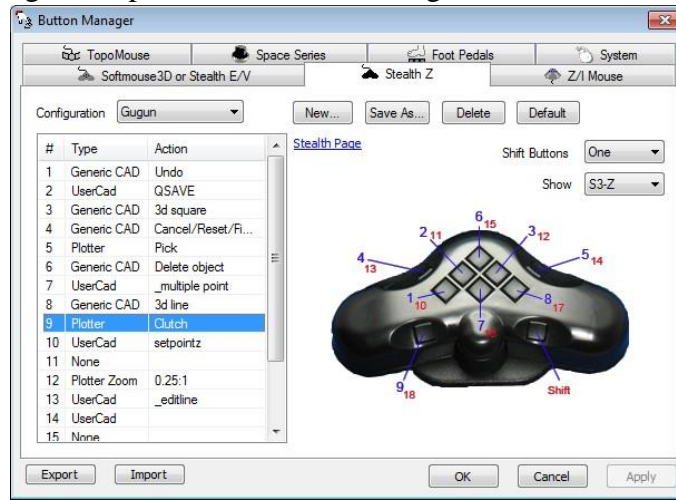 Button Manager
TopoMouse
Space Series
Foot Pedals
System
Softmouse3D or Stealth E/V
Stealth Z
Z/I Mouse
Configuration Gugun
New... Save As... Delete Default
Stealth Page
Shift Buttons One
Show S3-Z
# Type Action
1 Generic CAD Undo
2 UserCad QSAVE
3 Generic CAD 3d square
4 Generic CAD Cancel/Reset/Fi...
5 Plotter Pick
6 Generic CAD Delete object
7 UserCad _multiple point
8 Generic CAD 3d line
9 Plotter Clutch
10 UserCad setpointz
11 None
12 Plotter Zoom 0.25:1
13 UserCad _editline
14 UserCad
15 None
6 15
2 11
3 12
4 13
5 14
1 10
8 17
7
9 18
Shift
Export Import OK Cancel Apply